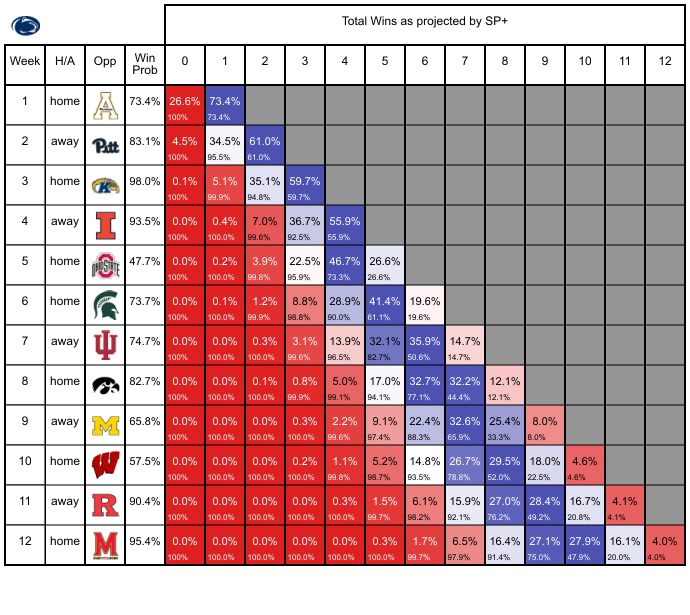 Total Wins as projected by SP+
Week H/A Opp Win Prob 0 1 2 3 4 5 6 7 8 9 10 11 12
1 home A 73.4% 26.6% 73.4%
100% 73.4%
2 away Pitt 83.1% 4.5% 34.5% 61.0%
100% 95.5% 61.0%
3 home K 98.0% 0.1% 5.1% 35.1% 59.7%
100% 99.9% 94.8% 59.7%
4 away I 93.5% 0.0% 0.4% 7.0% 36.7% 55.9%
100% 100.0% 99.6% 92.5% 55.9%
5 home OHIO STATE 47.7% 0.0% 0.2% 3.9% 22.5% 46.7% 26.6%
100% 100.0% 99.8% 95.9% 73.3% 26.6%
6 home 73.7% 0.0% 0.1% 1.2% 8.8% 28.9% 41.4% 19.6%
100% 100.0% 99.9% 98.8% 90.0% 61.1% 19.6%
7 away 74.7% 0.0% 0.0% 0.3% 3.1% 13.9% 32.1% 35.9% 14.7%
100% 100.0% 100.0% 99.6% 96.5% 82.7% 50.6% 14.7%
8 home 82.7% 0.0% 0.0% 0.1% 0.8% 5.0% 17.0% 32.7% 32.2% 12.1%
100% 100.0% 100.0% 99.9% 99.1% 94.1% 77.1% 44.4% 12.1%
9 away M 65.8% 0.0% 0.0% 0.0% 0.3% 2.2% 9.1% 22.4% 32.6% 25.4% 8.0%
100% 100.0% 100.0% 100.0% 99.6% 97.4% 88.3% 65.9% 33.3% 8.0%
10 home W 57.5% 0.0% 0.0% 0.0% 0.2% 1.1% 5.2% 14.8% 26.7% 29.5% 18.0% 4.6%
100% 100.0% 100.0% 100.0% 99.8% 98.7% 93.5% 78.8% 52.0% 22.5% 4.6%
11 away R 90.4% 0.0% 0.0% 0.0% 0.0% 0.3% 1.5% 6.1% 15.9% 27.0% 28.4% 16.7% 4.1%
100% 100.0% 100.0% 100.0% 100.0% 99.7% 98.2% 92.1% 76.2% 49.2% 20.8% 4.1%
12 home M 95.4% 0.0% 0.0% 0.0% 0.0% 0.0% 0.3% 1.7% 6.5% 16.4% 27.1% 27.9% 16.1% 4.0%
100% 100.0% 100.0% 100.0% 100.0% 100.0% 99.7% 97.9% 91.4% 75.0% 47.9% 20.0% 4.0%